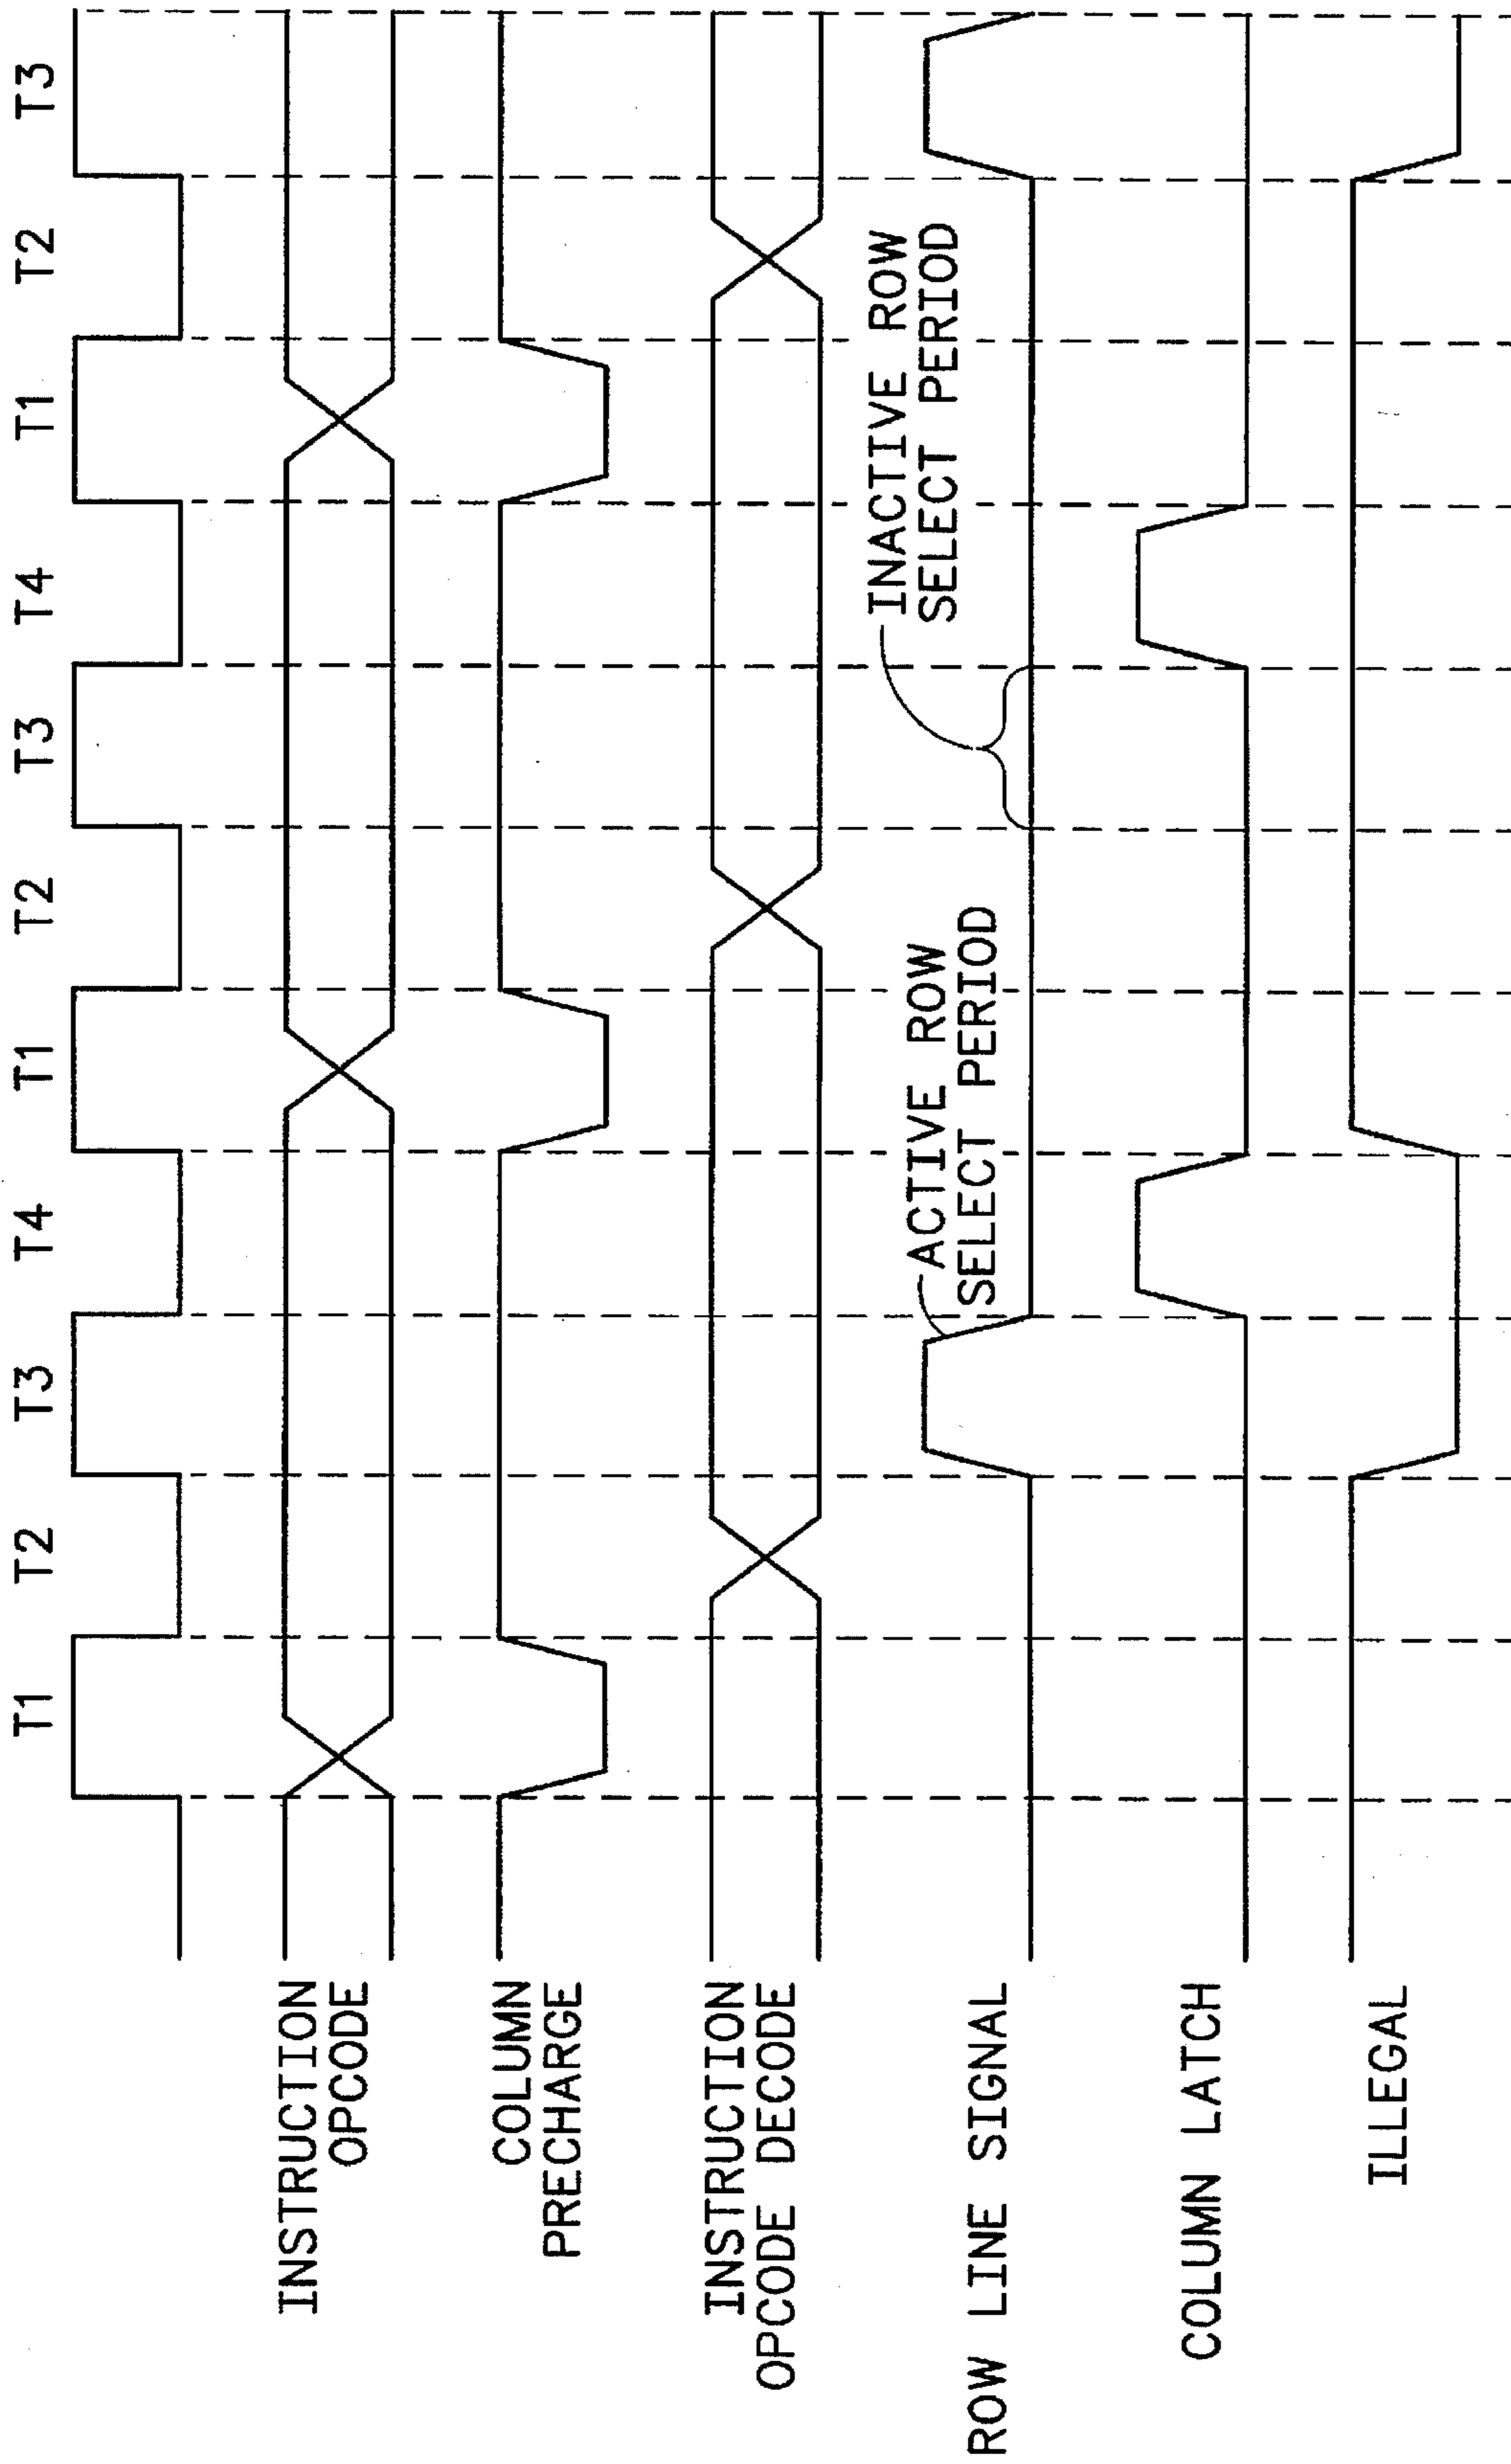 T1 T2 T3 T4 T1 T2 T3 T4 T1 T2 T3
INSTRUCTION
OPCODE
COLUMN
PRECHARGE
INSTRUCTION
OPCODE DECODE
ROW LINE SIGNAL
ACTIVE ROW
SELECT PERIOD
INACTIVE ROW
SELECT PERIOD
COLUMN LATCH
ILLEGAL